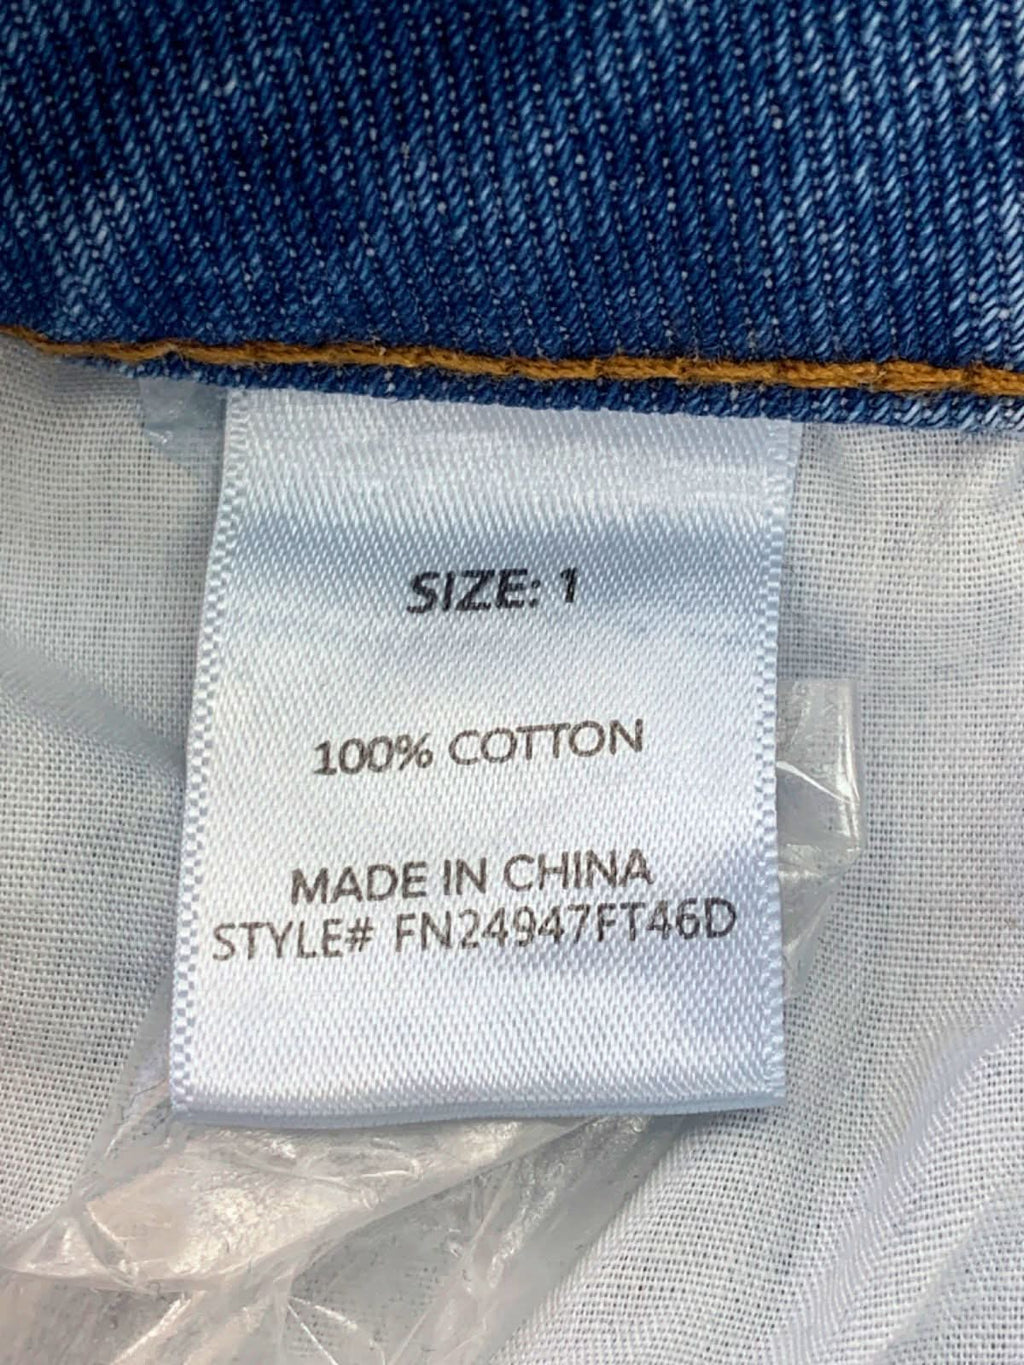 SIZE: 1
100% COTTON
MADE IN CHINA
STYLE# FN24947FT46D